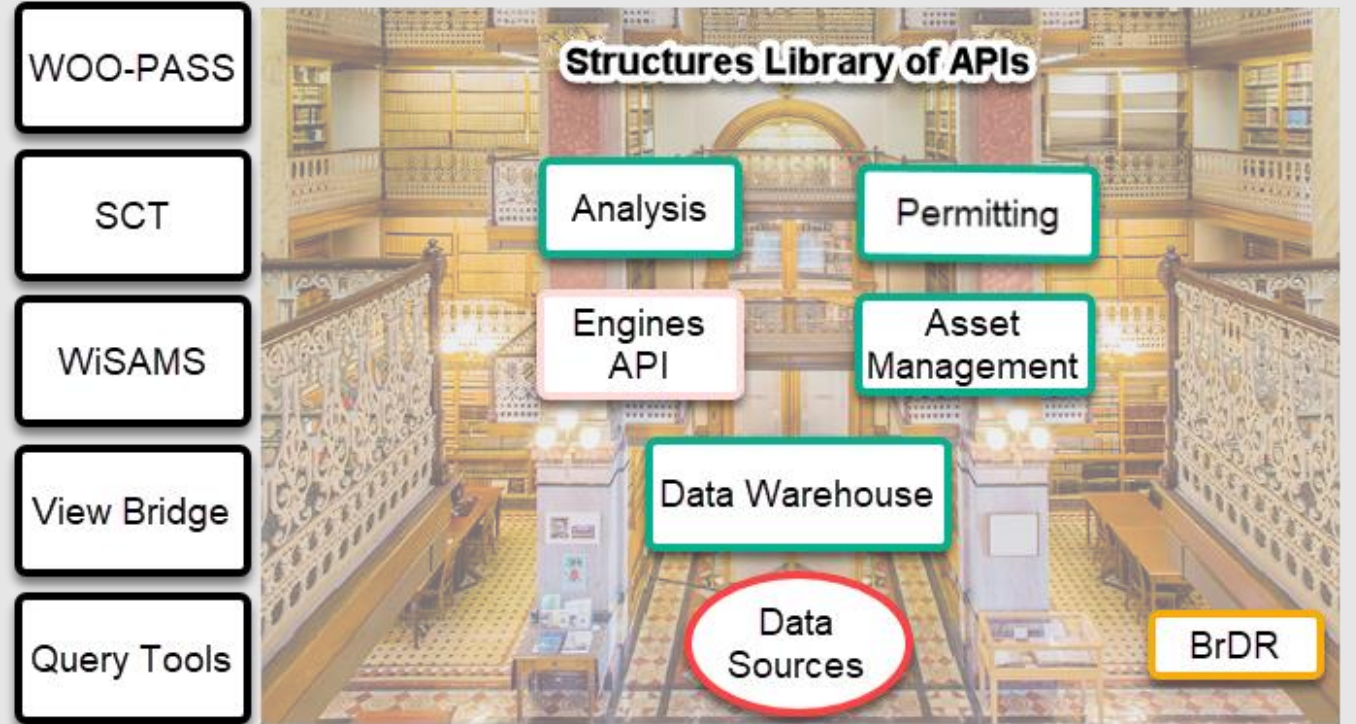 WOO-PASS
SCT
WiSAMS
View Bridge
Query Tools
Structures Library of APIs
Analysis
Permitting
Engines
API
Asset
Management
Data Warehouse
Data
Sources
BrDR